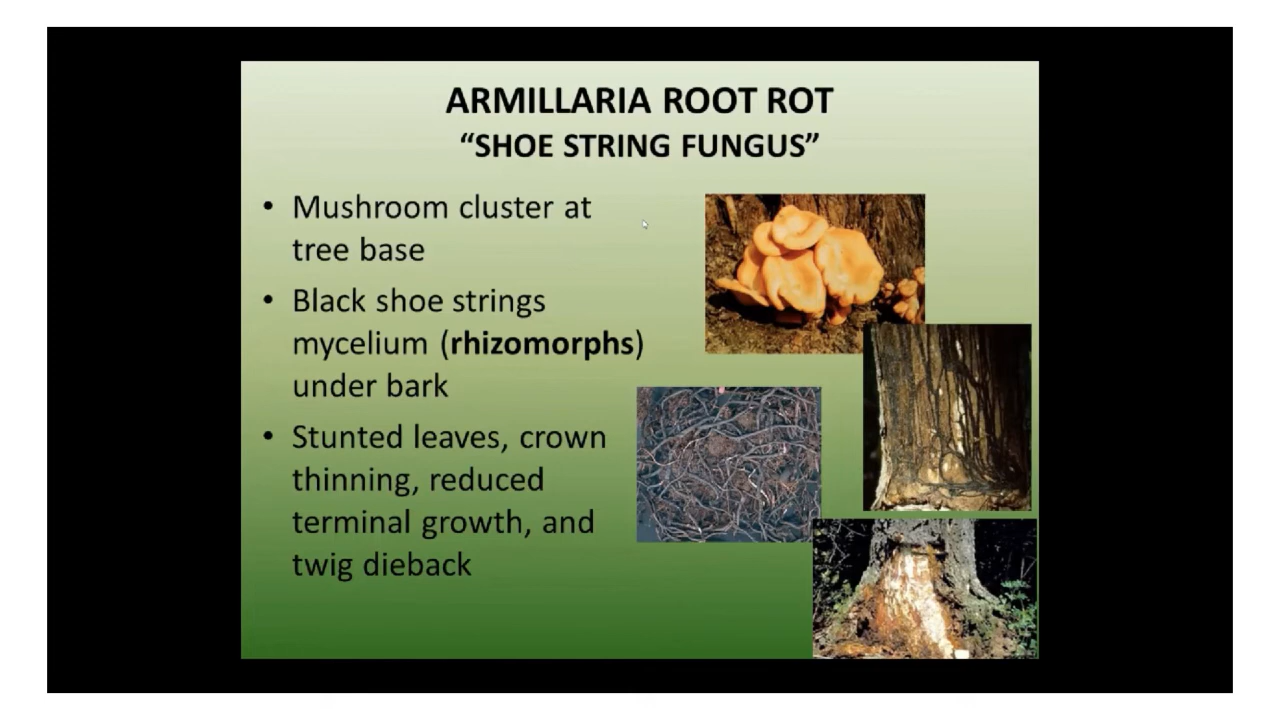 ARMILLARIA ROOT ROT
“SHOE STRING FUNGUS”
• Mushroom cluster at
tree base
• Black shoe strings
mycelium (rhizomorphs)
under bark
• Stunted leaves, crown
thinning, reduced
terminal growth, and
twig dieback